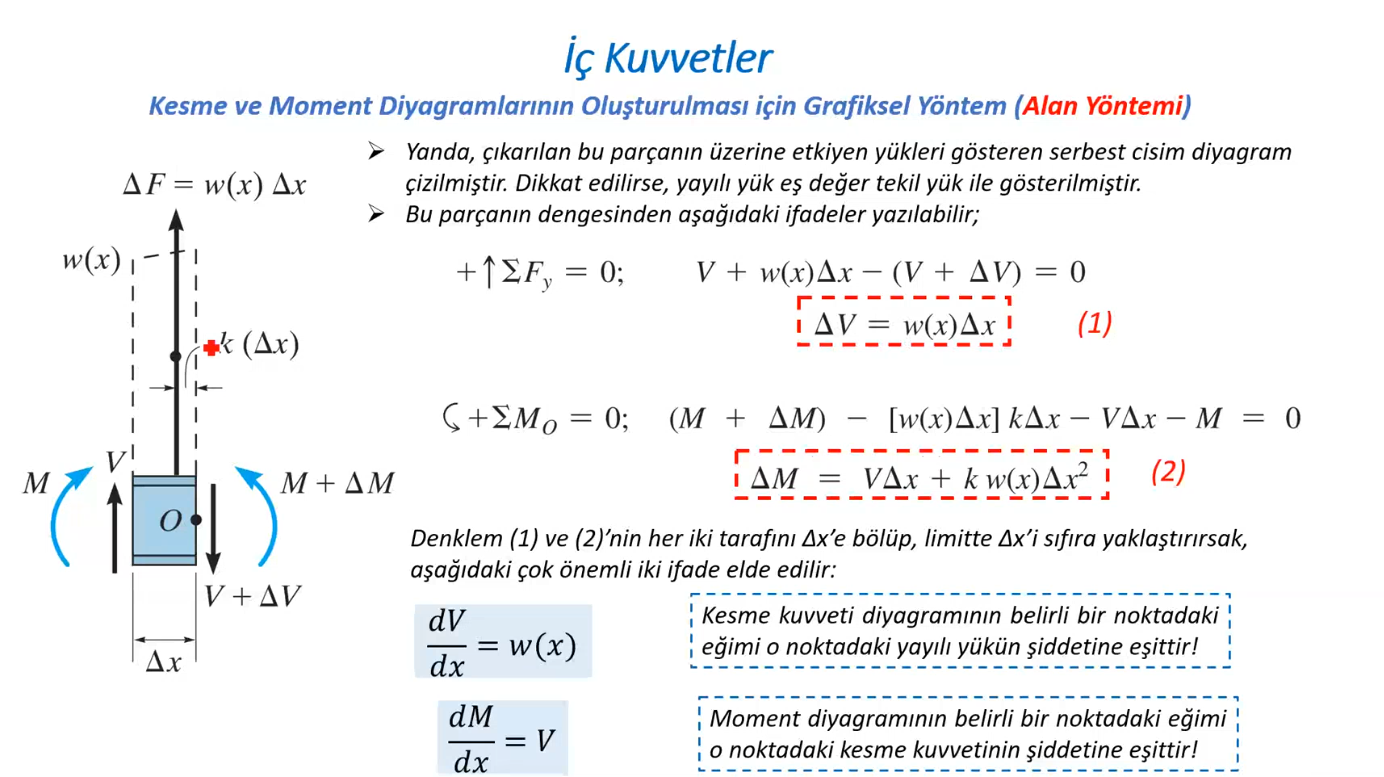 İç Kuvvetler
Kesme ve Moment Diyagramlarının Oluşturulması için Grafiksel Yöntem (Alan Yöntemi)
➢ Yanda, çıkarılan bu parçanın üzerine etkiyen yükleri gösteren serbest cisim diyagram
çizilmiştir. Dikkat edilirse, yayılı yük eş değer tekil yük ile gösterilmiştir.
➢ Bu parçanın dengesinden aşağıdaki ifadeler yazılabilir;
ΔF = w(x) Δx
w(x)
k (Δx)
M
V
O
M + ΔM
V + ΔV
Δx
+↑ΣF_y = 0; V + w(x)Δx − (V + ΔV) = 0
ΔV = w(x)Δx (1)
+ΣM_O = 0; (M + ΔM) − [w(x)Δx] kΔx − VΔx − M = 0
ΔM = VΔx + k w(x)Δx² (2)
Denklem (1) ve (2)’nin her iki tarafını Δx’e bölüp, limitte Δx’i sıfıra yaklaştırırsak,
aşağıdaki çok önemli iki ifade elde edilir:
dV/dx = w(x)
Kesme kuvveti diyagramının belirli bir noktadaki
eğimi o noktadaki yayılı yükün şiddetine eşittir!
dM/dx = V
Moment diyagramının belirli bir noktadaki eğimi
o noktadaki kesme kuvvetinin şiddetine eşittir!